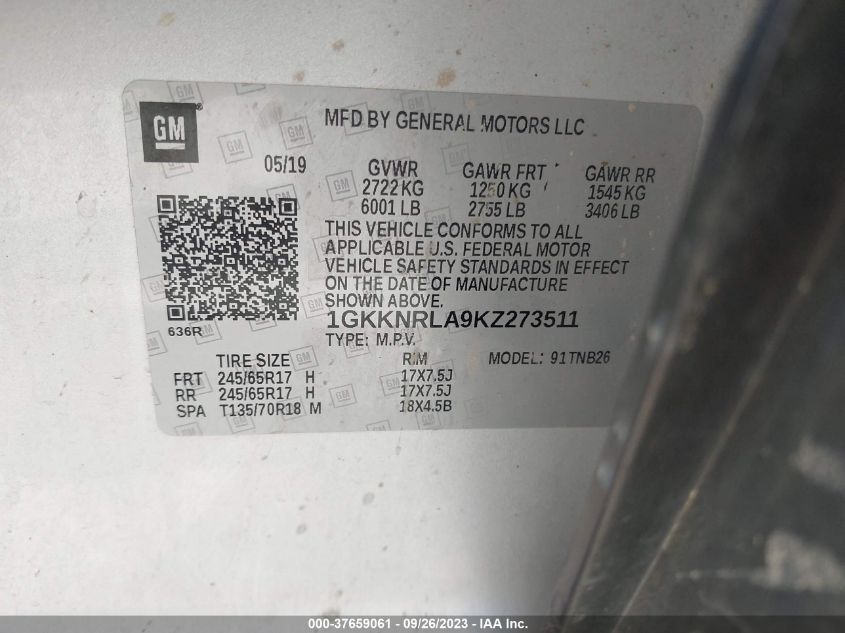 GM
MFD BY GENERAL MOTORS LLC
05/19
GVWR GAWR FRT GAWR RR
2722 KG 1250 KG 1545 KG
6001 LB 2755 LB 3406 LB
THIS VEHICLE CONFORMS TO ALL
APPLICABLE U.S. FEDERAL MOTOR
VEHICLE SAFETY STANDARDS IN EFFECT
ON THE DATE OF MANUFACTURE
SHOWN ABOVE.
636R
1GKKNRLA9KZ273511
TYPE: M.P.V.
TIRE SIZE RIM MODEL: 91TNB26
FRT 245/65R17 H 17X7.5J
RR 245/65R17 H 17X7.5J
SPA T135/70R18 M 18X4.5B
000-37659061 - 09/26/2023 - IAA Inc.